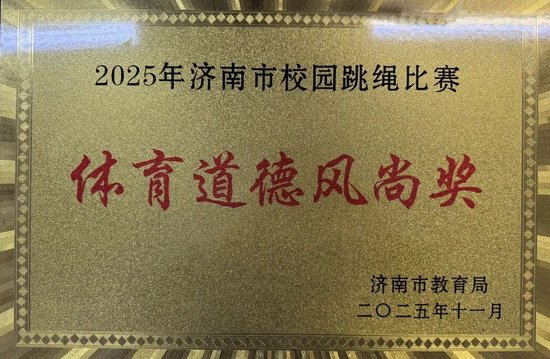 2025年济南市校园跳绳比赛
体育道德风尚奖
济南市教育局
二〇二五年十一月